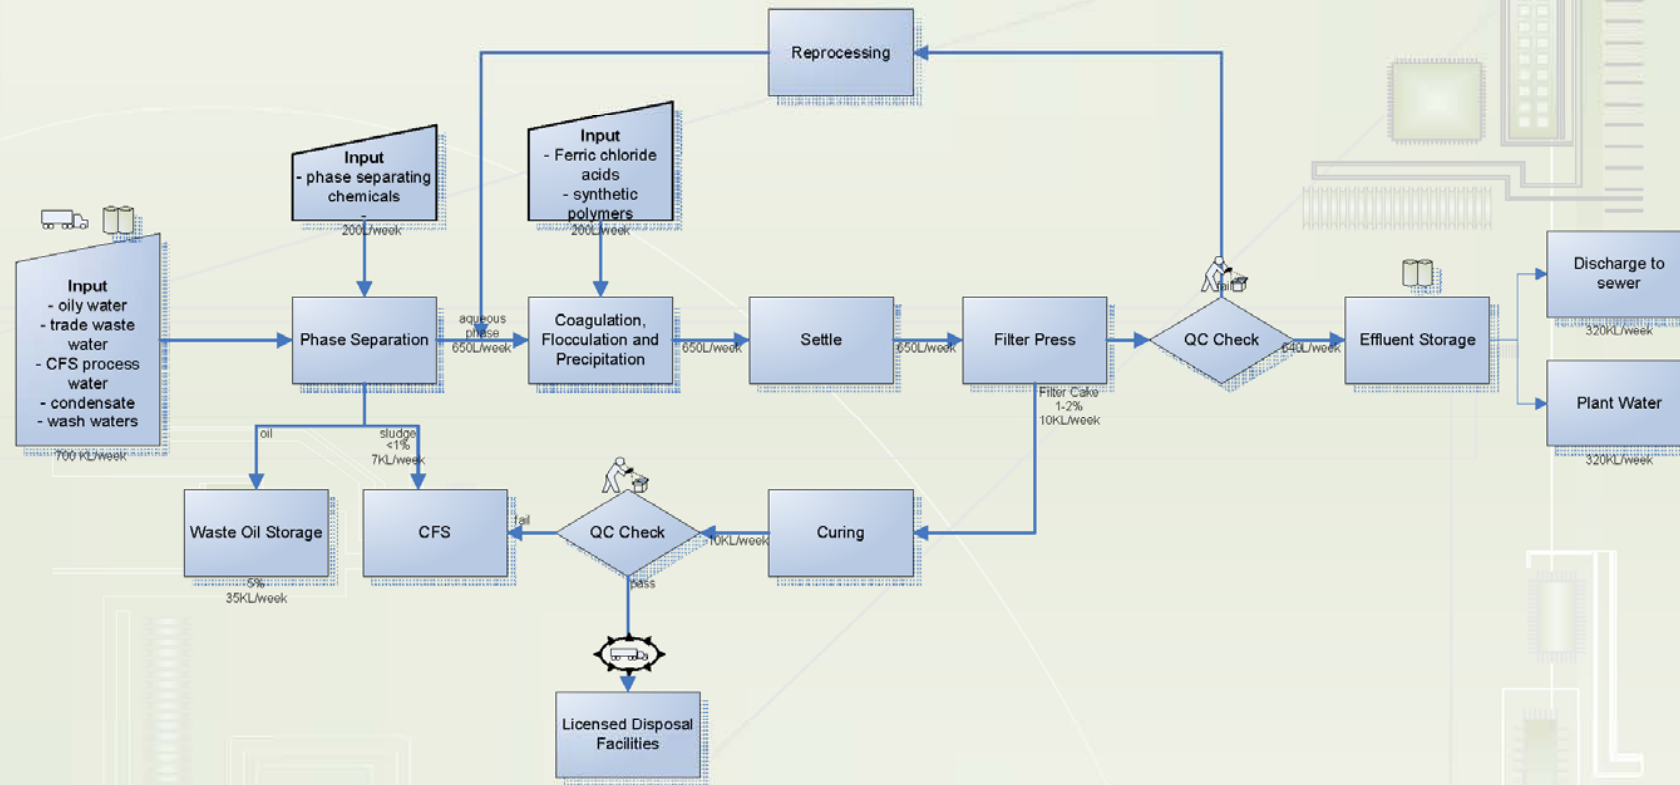 Reprocessing
Input
- phase separating
chemicals
-
200L/week
Input
- Ferric chloride
acids
- synthetic
polymers
200L/week
Input
- oily water
- trade waste
water
- CFS process
water
- condensate
- wash waters
700 KL/week
Phase Separation
aqueous
phase
650L/week
Coagulation,
Flocculation and
Precipitation
650L/week
Settle
650L/week
Filter Press
Filter Cake
1-2%
10KL/week
fail
QC Check
640L/week
Effluent Storage
Discharge to
sewer
320KL/week
Plant Water
320KL/week
oil
sludge
<1%
7KL/week
Waste Oil Storage
5%
35KL/week
CFS
fail
QC Check
pass
10KL/week
Curing
Licensed Disposal
Facilities